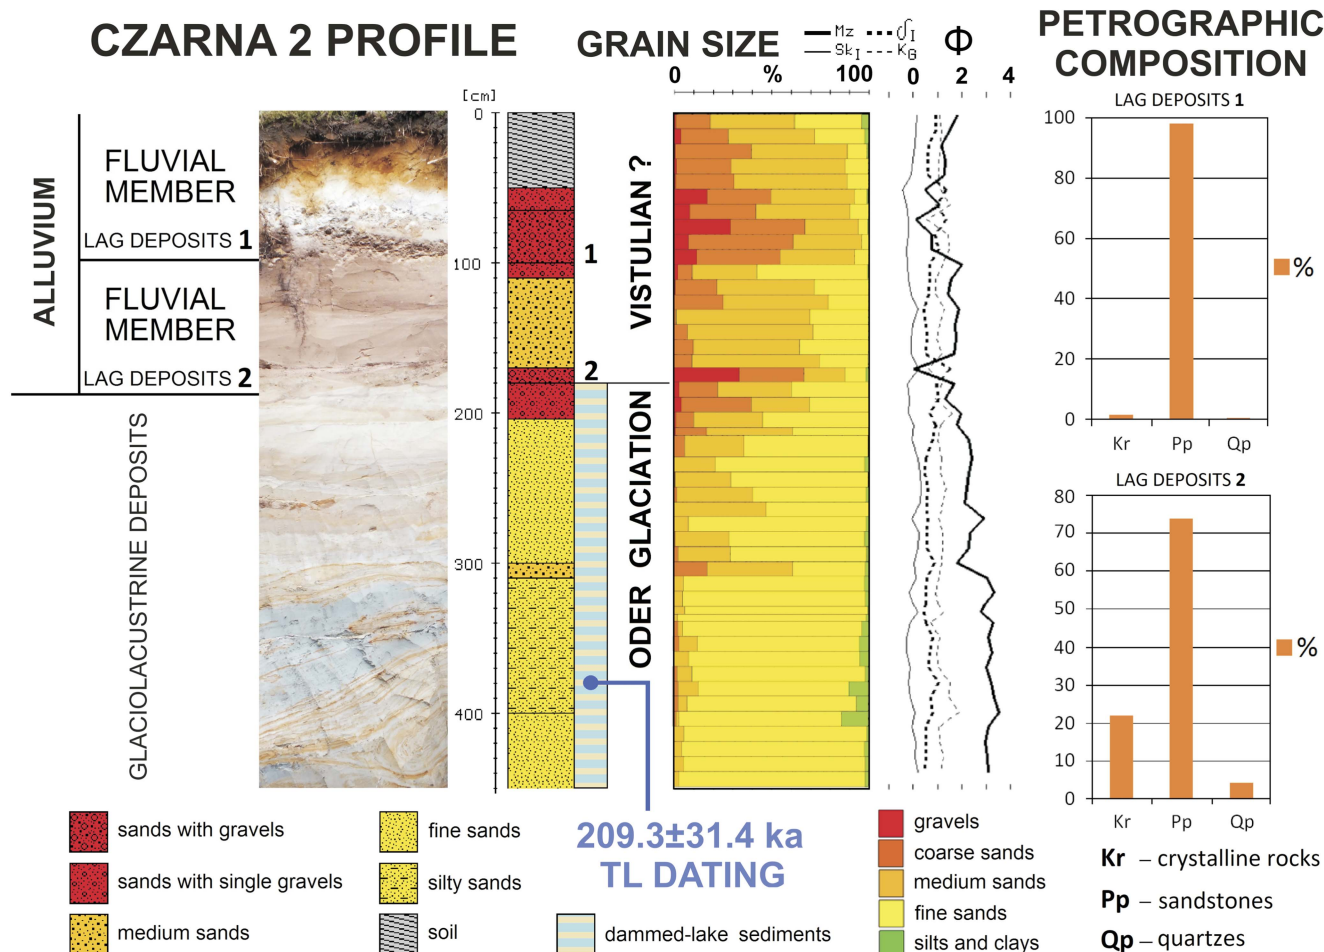 CZARNA 2 PROFILE
GRAIN SIZE
Mz
δI
SkI
KG
Φ
PETROGRAPHIC
COMPOSITION
0 % 100
0 2 4
[cm]
0
100
200
300
400
ALLUVIUM
FLUVIAL
MEMBER
LAG DEPOSITS 1
FLUVIAL
MEMBER
LAG DEPOSITS 2
GLACIOLACUSTRINE DEPOSITS
1
2
VISTULIAN ?
ODER GLACIATION
209.3±31.4 ka
TL DATING
LAG DEPOSITS 1
100
80
60
40
20
0
Kr Pp Qp
%
LAG DEPOSITS 2
80
70
60
50
40
30
20
10
0
Kr Pp Qp
%
sands with gravels
sands with single gravels
medium sands
fine sands
silty sands
soil
dammed-lake sediments
gravels
coarse sands
medium sands
fine sands
silts and clays
Kr – crystalline rocks
Pp – sandstones
Qp – quartzes